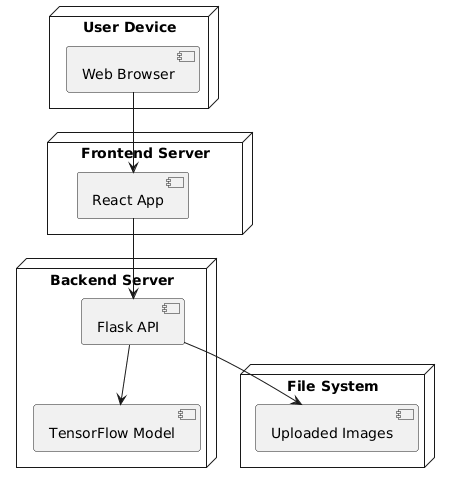 User Device
Web Browser
Frontend Server
React App
Backend Server
Flask API
File System
TensorFlow Model
Uploaded Images